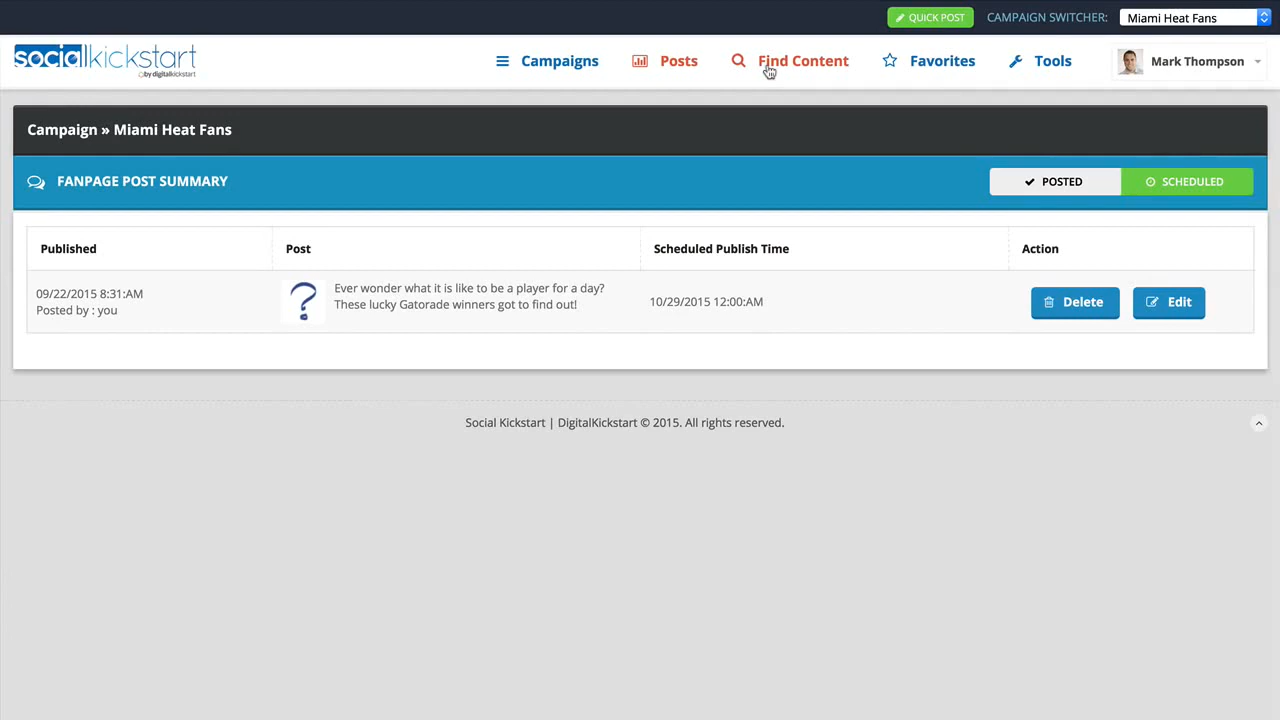 QUICK POST
CAMPAIGN SWITCHER:
Miami Heat Fans
socialkickstart
by digitalkickstart
Campaigns
Posts
Find Content
Favorites
Tools
Mark Thompson
Campaign » Miami Heat Fans
FANPAGE POST SUMMARY
POSTED
SCHEDULED
Published
Post
Scheduled Publish Time
Action
09/22/2015 8:31:AM
Posted by : you
Ever wonder what it is like to be a player for a day?
These lucky Gatorade winners got to find out!
10/29/2015 12:00:AM
Delete
Edit
Social Kickstart | DigitalKickstart © 2015. All rights reserved.